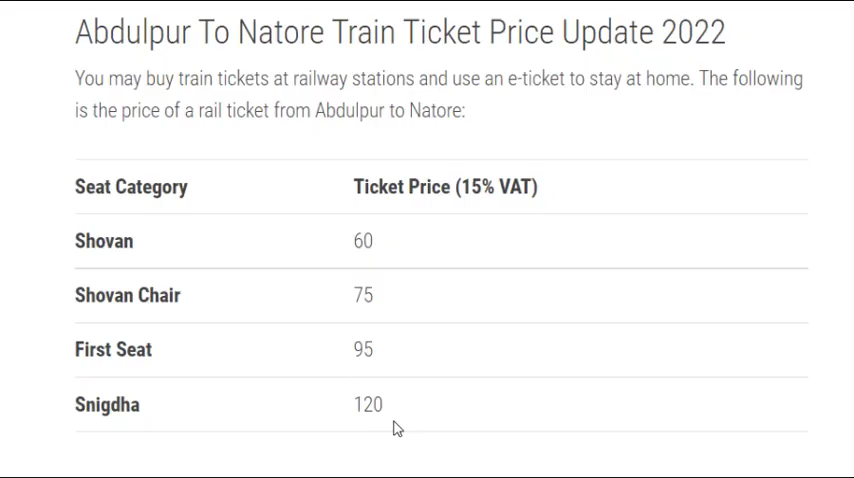 Abdulpur To Natore Train Ticket Price Update 2022
You may buy train tickets at railway stations and use an e-ticket to stay at home. The following
is the price of a rail ticket from Abdulpur to Natore:
Seat Category Ticket Price (15% VAT)
Shovan 60
Shovan Chair 75
First Seat 95
Snigdha 120